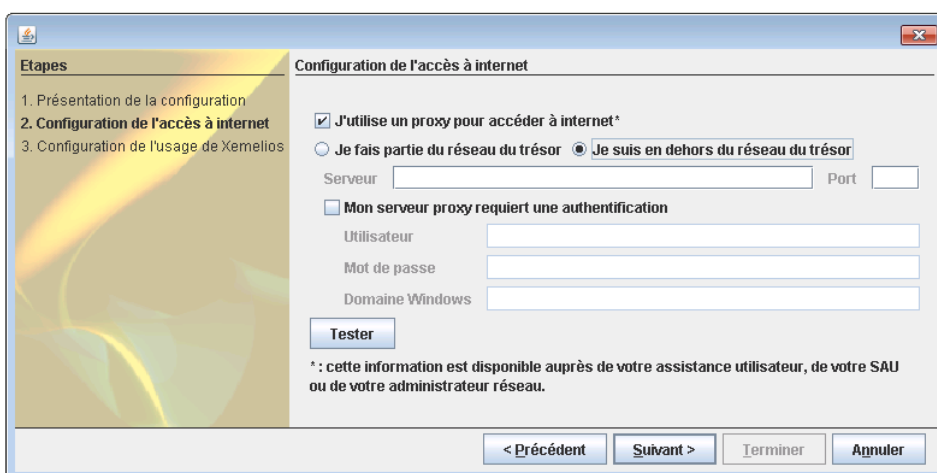 Etapes
1. Présentation de la configuration
2. Configuration de l'accès à internet
3. Configuration de l'usage de Xemelios
Configuration de l'accès à internet
J'utilise un proxy pour accéder à internet*
Je fais partie du réseau du trésor Je suis en dehors du réseau du trésor
Serveur Port
Mon serveur proxy requiert une authentification
Utilisateur
Mot de passe
Domaine Windows
Tester
* : cette information est disponible auprès de votre assistance utilisateur, de votre SAU
ou de votre administrateur réseau.
< Précédent Suivant > Terminer Annuler